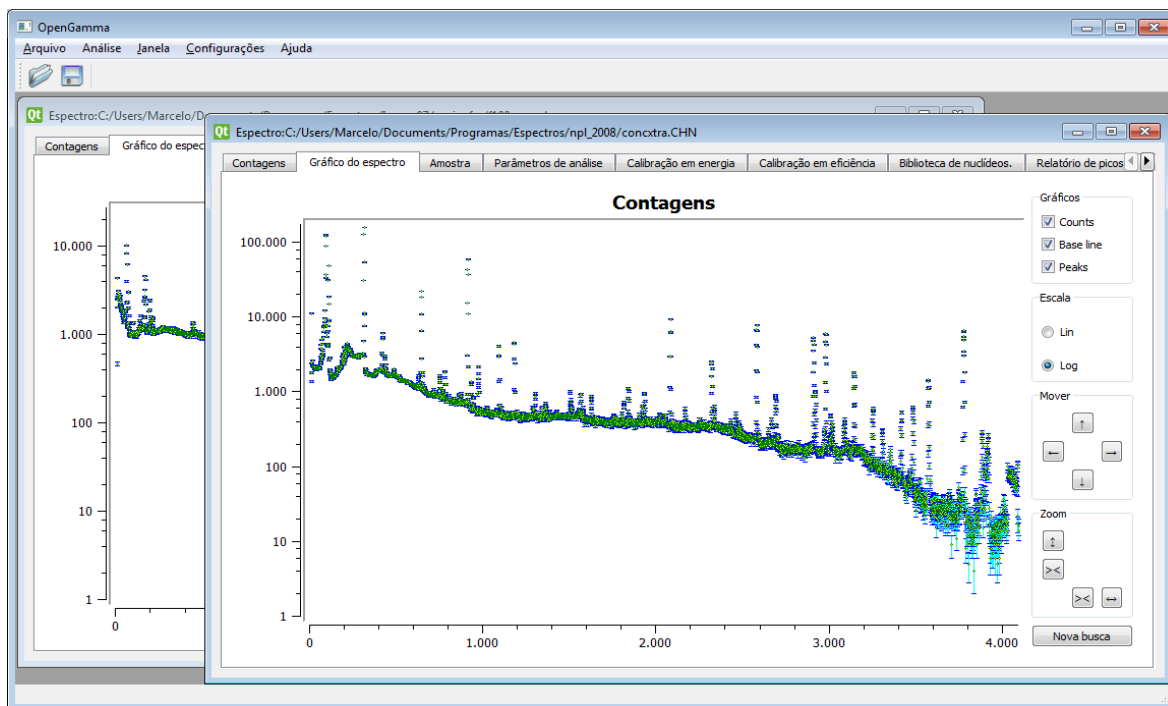 OpenGamma
Arquivo Análise Janela Configurações Ajuda
Qt Espectro:C:/Users/Marcelo/D
Contagens Gráfico do espec
10.000
1.000
100
10
1
0
Qt Espectro:C:/Users/Marcelo/Documents/Programas/Espectros/npl_2008/concxtra.CHN
Contagens Gráfico do espectro Amostra Parâmetros de análise Calibração em energia Calibração em eficiência Biblioteca de nuclídeos. Relatório de picos
Contagens
100.000
10.000
1.000
100
10
1
0 1.000 2.000 3.000 4.000
Gráficos
Counts
Base line
Peaks
Escala
Lin
Log
Mover
↑
← →
↓
Zoom
↕
><
>< ↔
Nova busca